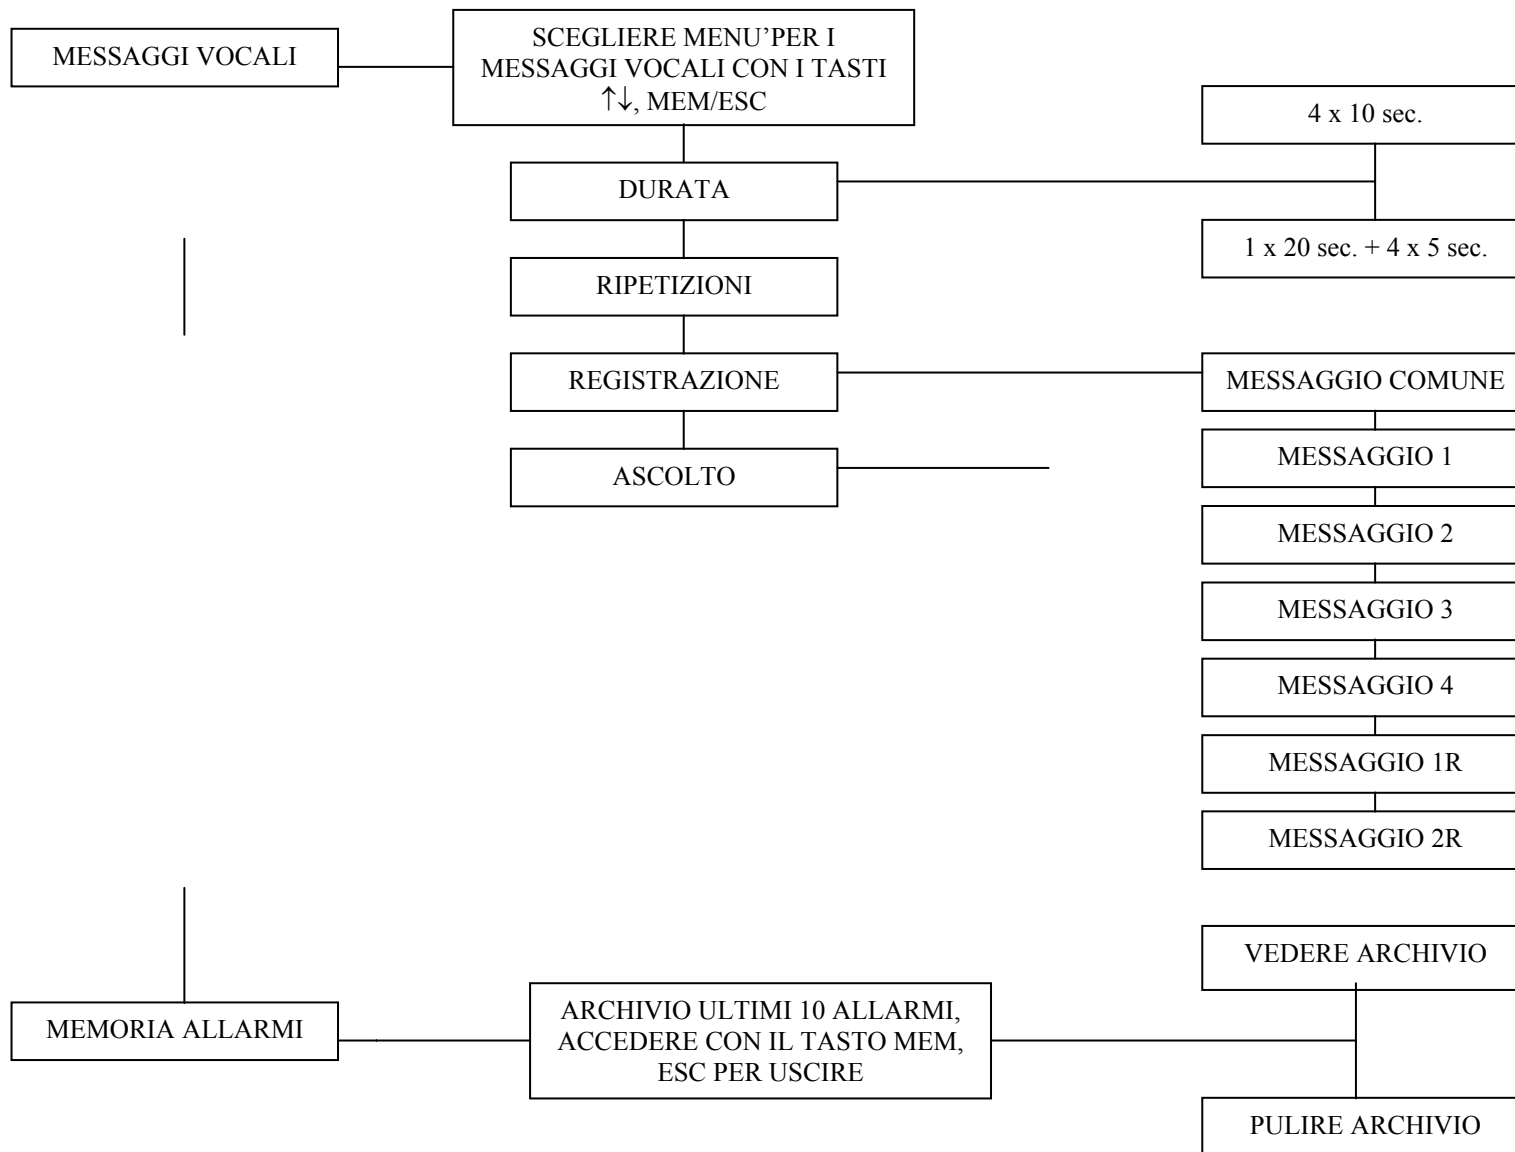 MESSAGGI VOCALI
SCEGLIERE MENU’PER I
MESSAGGI VOCALI CON I TASTI
↑↓, MEM/ESC
4 x 10 sec.
DURATA
1 x 20 sec. + 4 x 5 sec.
RIPETIZIONI
REGISTRAZIONE
MESSAGGIO COMUNE
MESSAGGIO 1
ASCOLTO
MESSAGGIO 2
MESSAGGIO 3
MESSAGGIO 4
MESSAGGIO 1R
MESSAGGIO 2R
VEDERE ARCHIVIO
MEMORIA ALLARMI
ARCHIVIO ULTIMI 10 ALLARMI,
ACCEDERE CON IL TASTO MEM,
ESC PER USCIRE
PULIRE ARCHIVIO